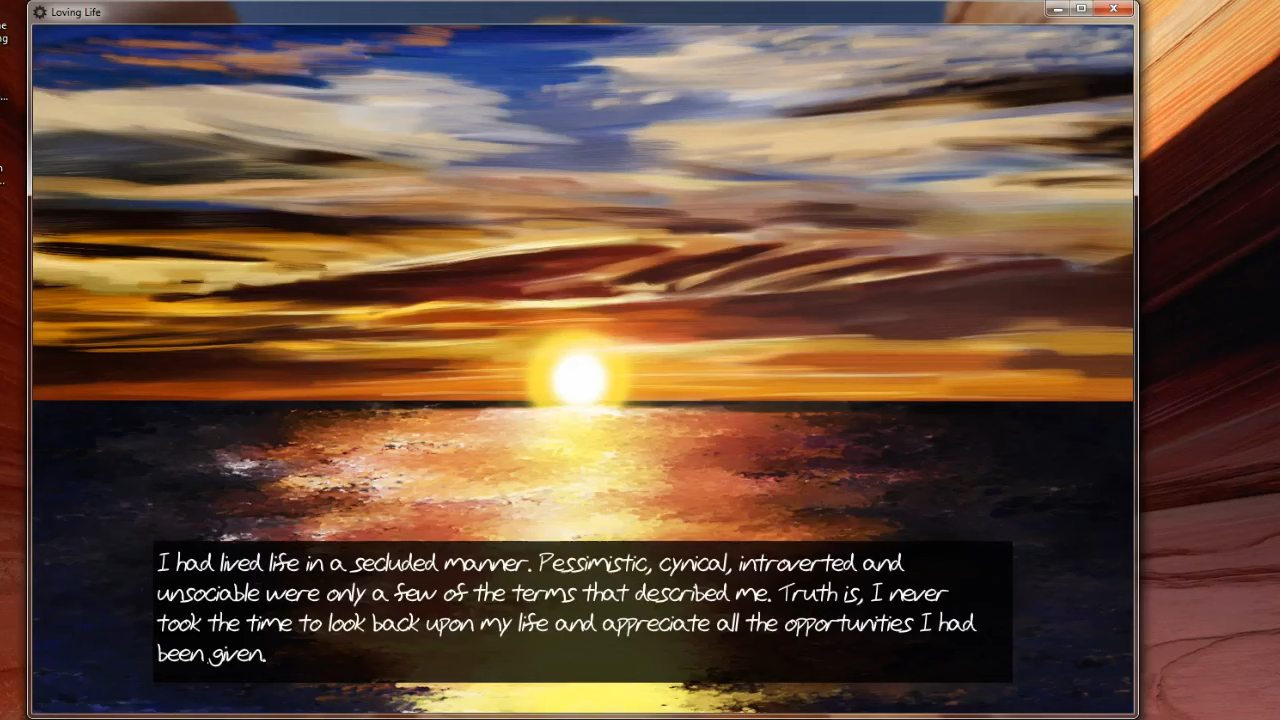 Loving Life
I had lived life in a secluded manner. Pessimistic, cynical, introverted and
unsociable were only a few of the terms that described me. Truth is, I never
took the time to look back upon my life and appreciate all the opportunities I had
been given.